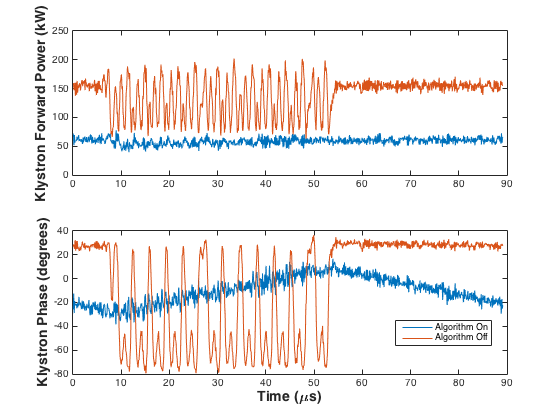 Klystron Forward Power (kW)
250
200
150
100
50
0
0 10 20 30 40 50 60 70 80 90
Klystron Phase (degrees)
40
20
0
-20
-40
-60
-80
Algorithm On
Algorithm Off
0 10 20 30 40 50 60 70 80 90
Time (μs)